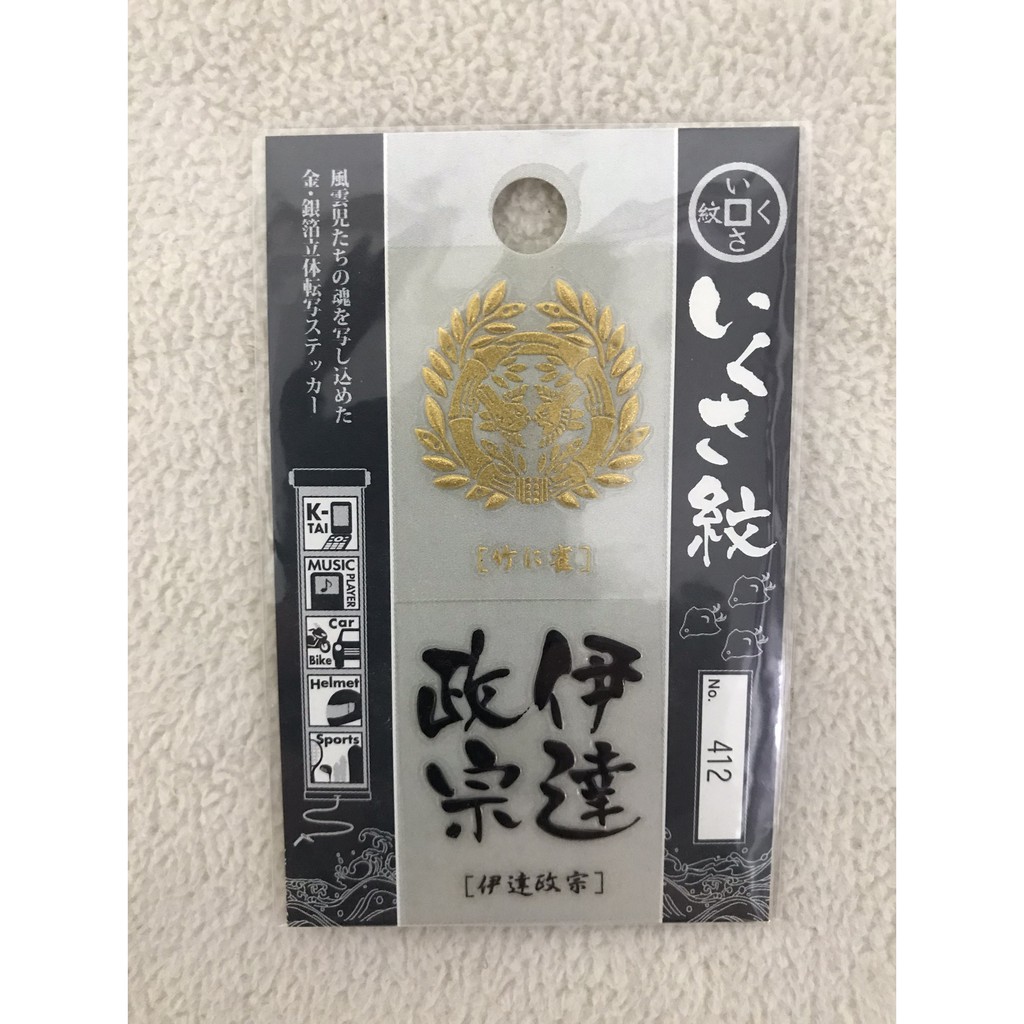 い
紋 く
さ
いくさ紋
No. 412
風雲児たちの魂を写し込めた
金・銀箔立体転写ステッカー
K-
TAI
MUSIC
PLAYER
Car
Bike
Helmet
Sports
[竹に雀]
伊達
政宗
[伊達政宗]